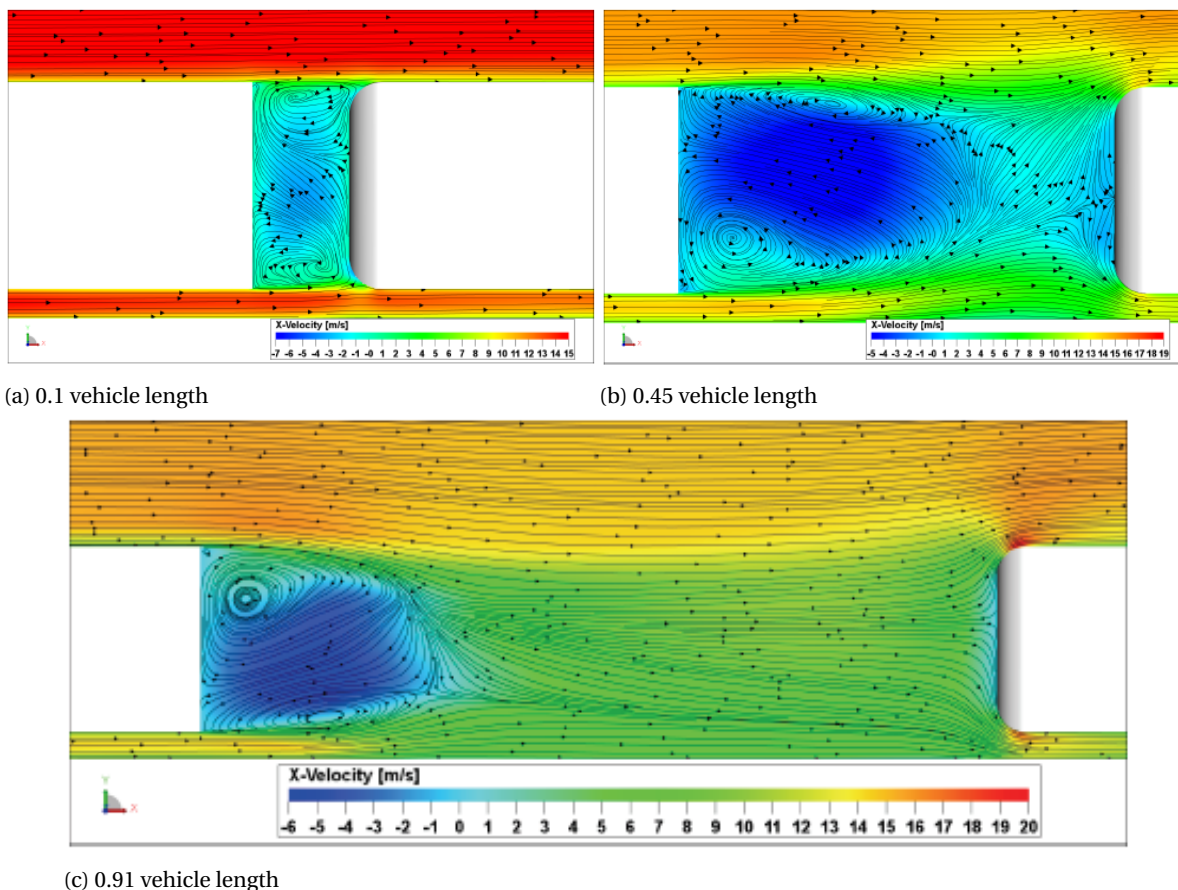 X-Velocity [m/s]
-7 -6 -5 -4 -3 -2 -1 -0 1 2 3 4 5 6 7 8 9 10 11 12 13 14 15
X-Velocity [m/s]
-5 -4 -3 -2 -1 -0 1 2 3 4 5 6 7 8 9 10 11 12 13 14 15 16 17 18 19
(a) 0.1 vehicle length
(b) 0.45 vehicle length
Y
X
X-Velocity [m/s]
-6 -5 -4 -3 -2 -1 0 1 2 3 4 5 6 7 8 9 10 11 12 13 14 15 16 17 18 19 20
(c) 0.91 vehicle length